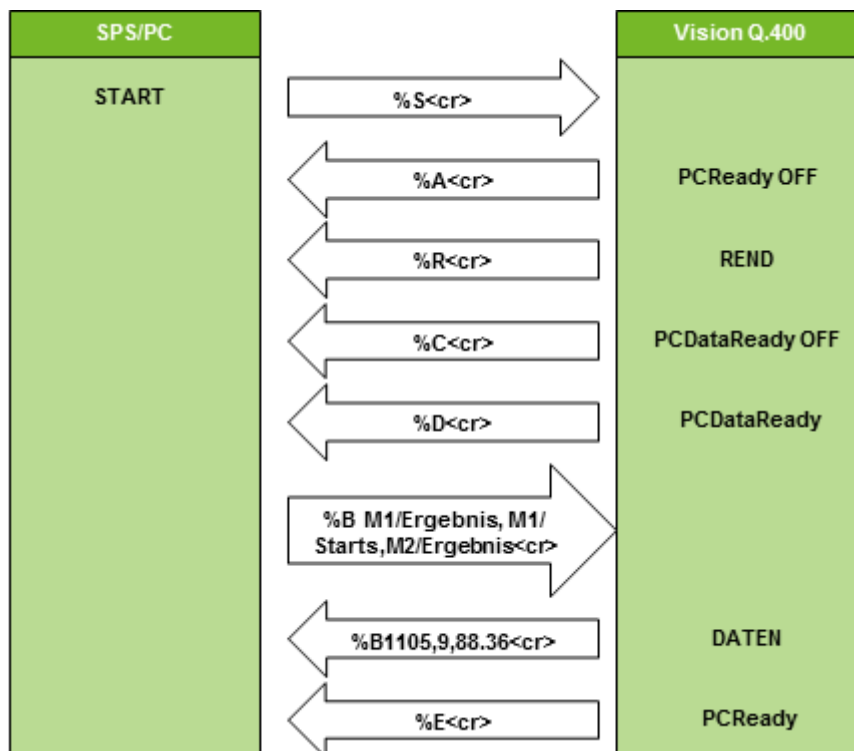 SPS/PC
Vision Q.400
START
%S<cr>
%A<cr>
PCReady OFF
%R<cr>
REND
%C<cr>
PCDataReady OFF
%D<cr>
PCDataReady
%B M1/Ergebnis, M1/
Starts,M2/Ergebnis<cr>
%B1105,9,88.36<cr>
DATEN
%E<cr>
PCReady